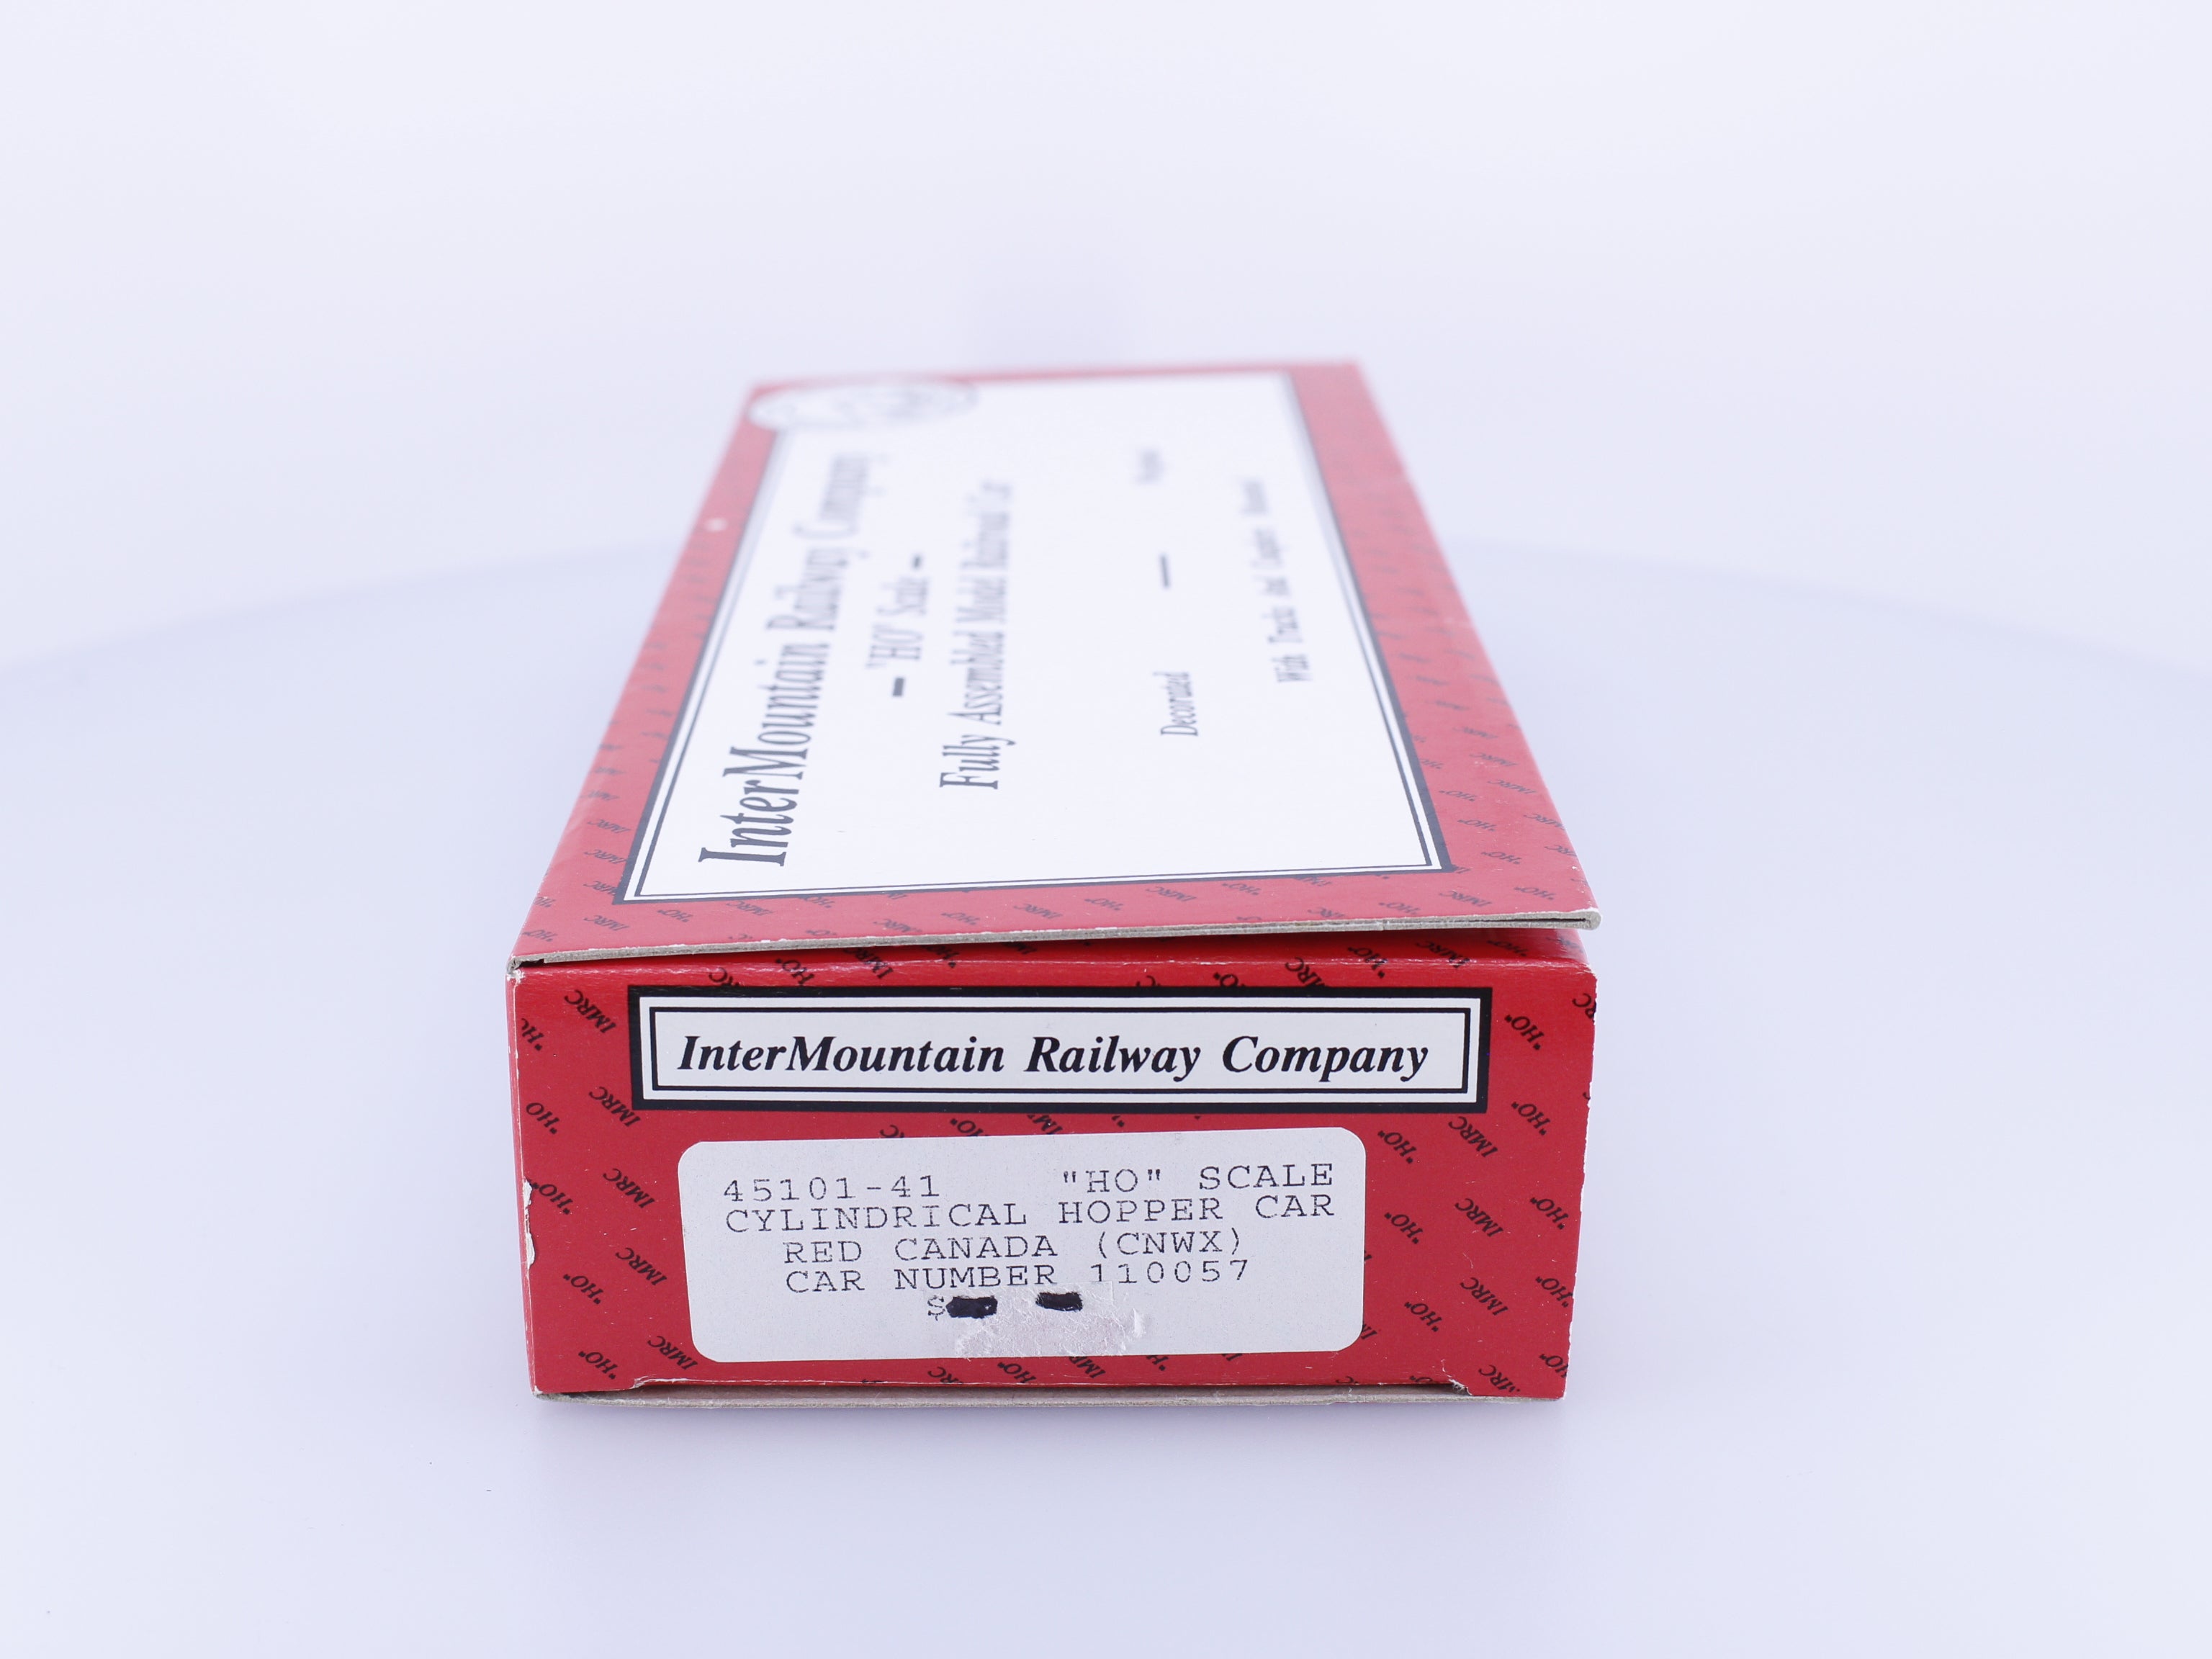 InterMountain Railway Company
"HO" Scale
Fully Assembled Model Railroad Car
Decorated
With Trucks And Coupler
InterMountain Railway Company
45101-41 "HO" SCALE
CYLINDRICAL HOPPER CAR
RED CANADA (CNWX)
CAR NUMBER 110057
$